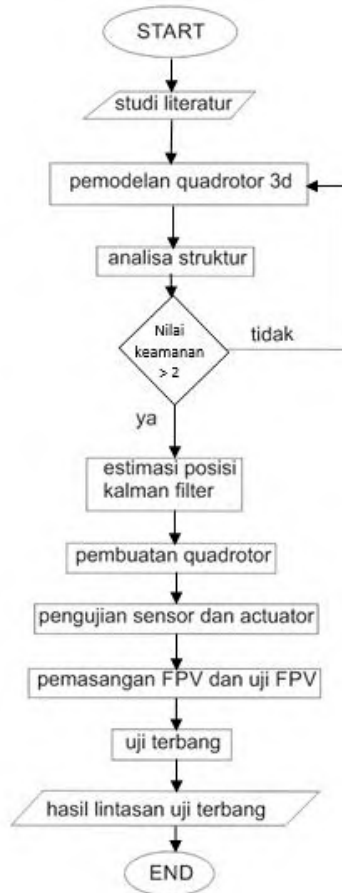 START
studi literatur
pemodelan quadrotor 3d
analisa struktur
Nilai
keamanan
> 2
tidak
ya
estimasi posisi
kalman filter
pembuatan quadrotor
pengujian sensor dan actuator
pemasangan FPV dan uji FPV
uji terbang
hasil lintasan uji terbang
END